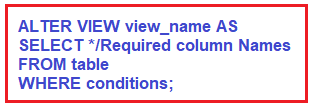 ALTER VIEW view_name AS
SELECT */Required column Names
FROM table
WHERE conditions;